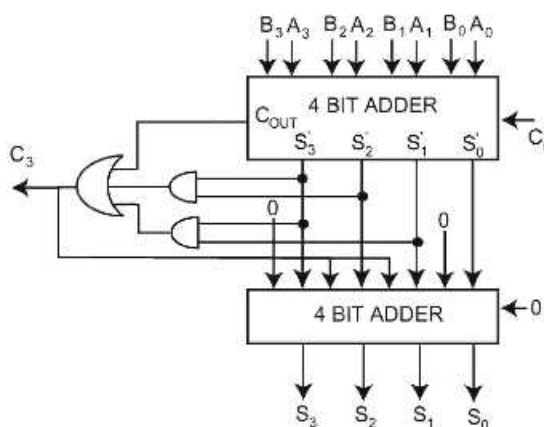 B3 A3 B2 A2 B1 A1 B0 A0
4 BIT ADDER
COUT
C
C3
S'3 S'2 S'1 S'0
0 0
4 BIT ADDER
0
S3 S2 S1 S0